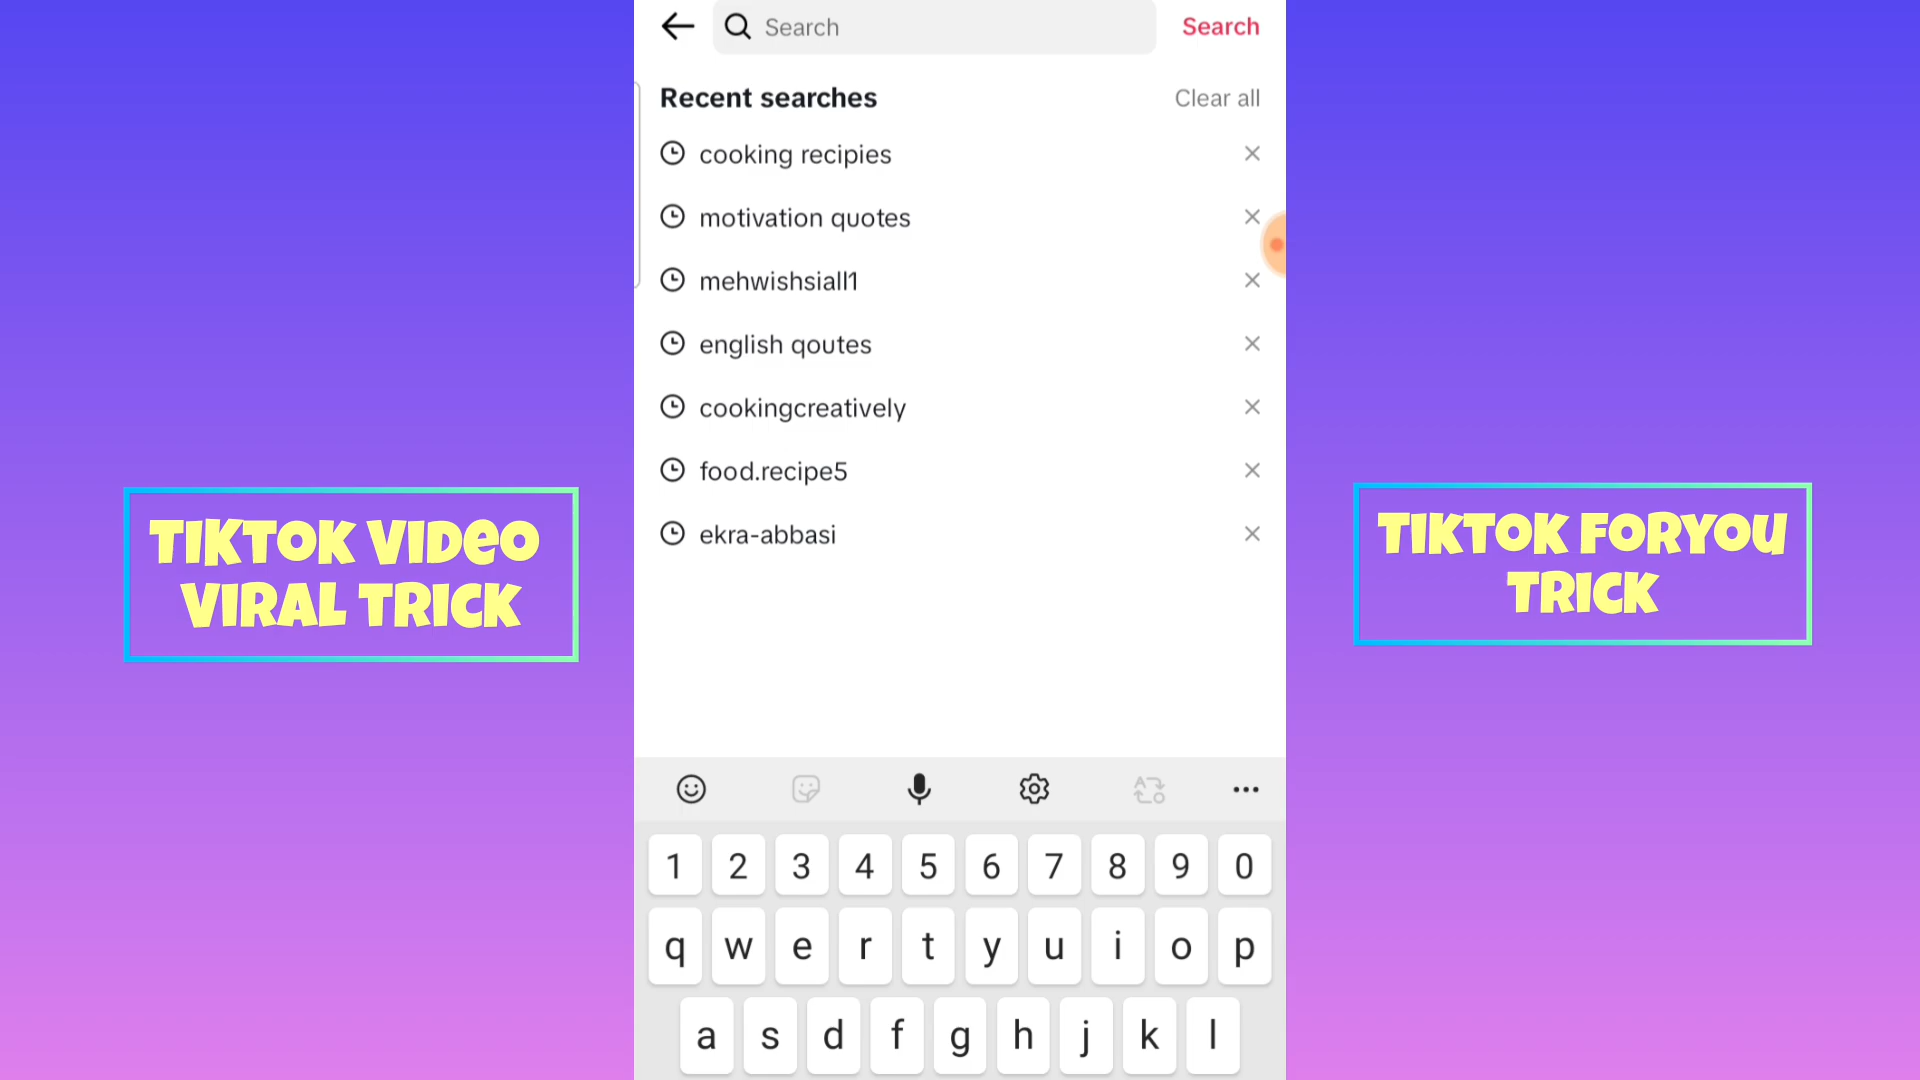 Search
Search
Recent searches
Clear all
cooking recipies
motivation quotes
mehwishsiall1
english qoutes
cookingcreatively
food.recipe5
ekra-abbasi
TIKTOK VIDEO
VIRAL TRICK
TIKTOK FORYOU
TRICK
1 2 3 4 5 6 7 8 9 0
q w e r t y u i o p
a s d f g h j k l